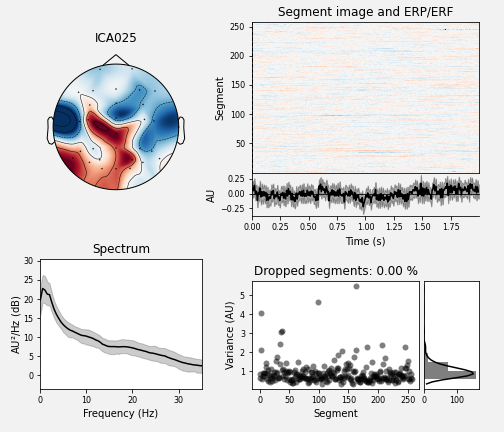 ICA025
Segment image and ERP/ERF
250
200
150
100
50
Segment
0.25
0.00
−0.25
AU
0.00 0.25 0.50 0.75 1.00 1.25 1.50 1.75
Time (s)
Spectrum
30
25
20
15
10
5
0
AU²/Hz (dB)
0 10 20 30
Frequency (Hz)
Dropped segments: 0.00 %
5
4
3
2
1
Variance (AU)
0 50 100 150 200 250
Segment
0 100